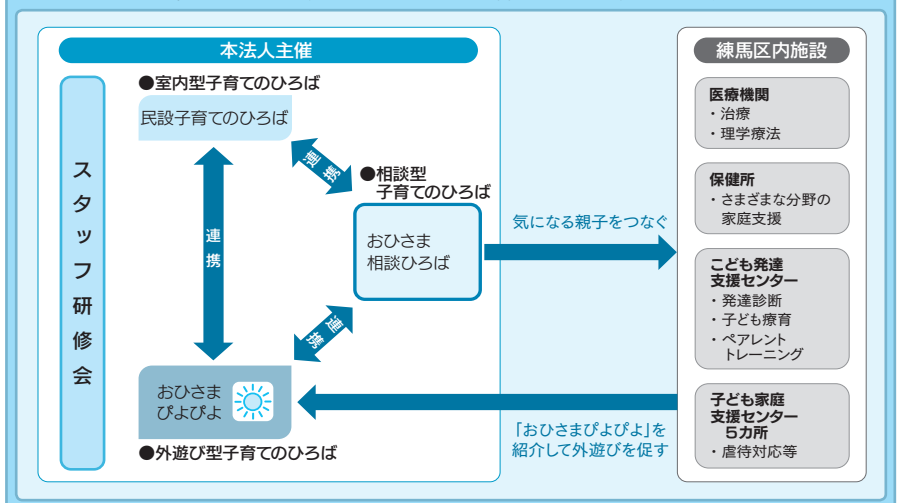 本法人主催
スタッフ研修会
●室内型子育てのひろば
民設子育てのひろば
連携
連携
●相談型
子育てのひろば
おひさま
相談ひろば
連携
おひさま
ぴよぴよ
●外遊び型子育てのひろば
気になる親子をつなぐ
「おひさまぴよぴよ」を
紹介して外遊びを促す
練馬区内施設
医療機関
・治療
・理学療法
保健所
・さまざまな分野の
家庭支援
こども発達
支援センター
・発達診断
・子ども療育
・ペアレント
トレーニング
子ども家庭
支援センター
5カ所
・虐待対応等